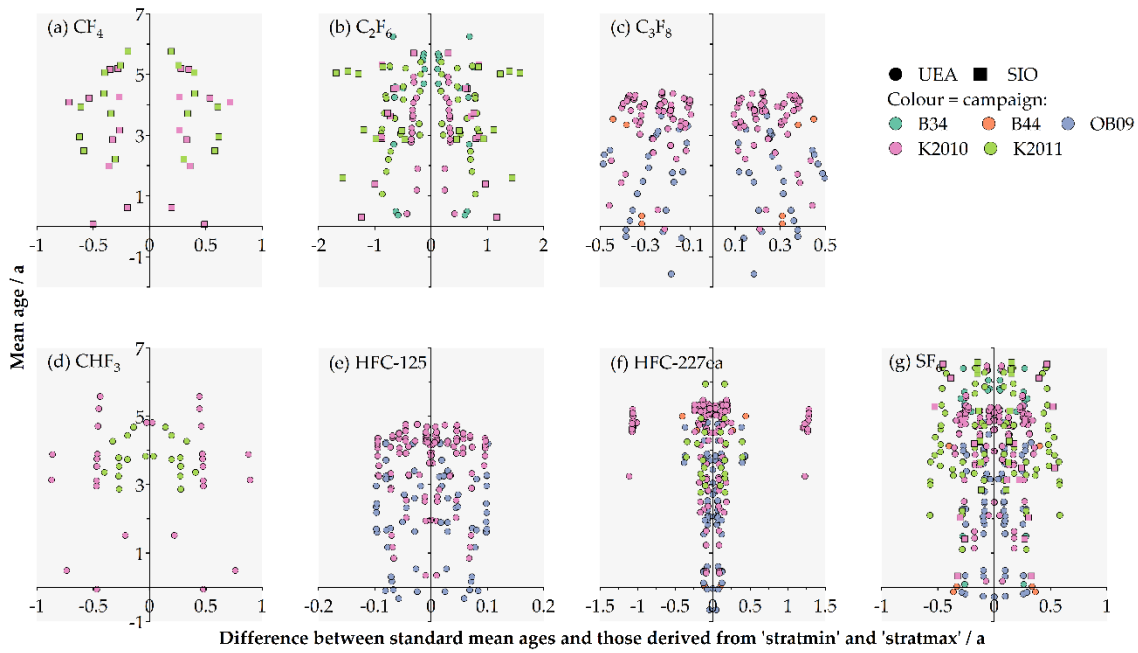 (a) CF₄
(b) C₂F₆
(c) C₃F₈
7
5
3
1
-1
-1
-0.5
0
0.5
1
-2
-1
0
1
2
-0.5
-0.3
-0.1
0.1
0.3
0.5
UEA
SIO
Colour = campaign:
B34
B44
OB09
K2010
K2011
Mean age / a
(d) CHF₃
(e) HFC-125
(f) HFC-227ea
(g) SF₆
7
5
3
1
-1
-1
-0.5
0
0.5
1
-0.2
-0.1
0.0
0.1
0.2
-1.5
-1
-0.5
0
0.5
1
1.5
-1
-0.5
0
0.5
1
Difference between standard mean ages and those derived from 'stratmin' and 'stratmax' / a